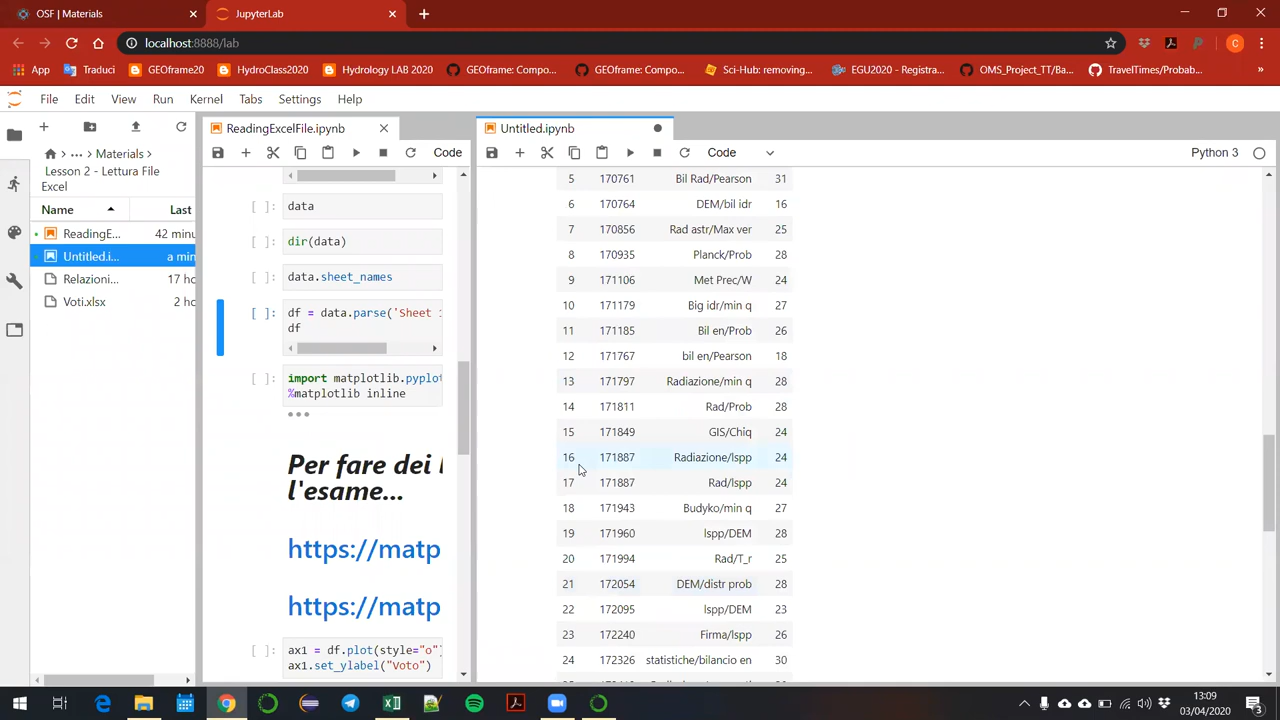 OSF | Materials
JupyterLab
localhost:8888/lab
App
Traduci
GEOframe20
HydroClass2020
Hydrology LAB 2020
GEOframe: Compo...
GEOframe: Compo...
Sci-Hub: removing...
EGU2020 - Registra...
OMS_Project_TT/Ba...
TravelTimes/Probab...
File Edit View Run Kernel Tabs Settings Help
ReadingExcelFile.ipynb
Untitled.ipynb
Code
Code
Python 3
... Materials
Lesson 2 - Lettura File
Excel
Name Last
ReadingE... 42 minu
Untitled.i... a min
Relazioni... 17 ho
Voti.xlsx 2 ho
[ ]: data
[ ]: dir(data)
[ ]: data.sheet_names
[ ]: df = data.parse('Sheet
df
[ ]: import matplotlib.pyplot
%matplotlib inline
Per fare dei
l'esame...
https://matp
https://matp
[ ]: ax1 = df.plot(style="o"
ax1.set_ylabel("Voto")
5 170761 Bil Rad/Pearson 31
6 170764 DEM/bil idr 16
7 170856 Rad astr/Max ver 25
8 170935 Planck/Prob 28
9 171106 Met Prec/W 24
10 171179 Big idr/min q 27
11 171185 Bil en/Prob 26
12 171767 bil en/Pearson 18
13 171797 Radiazione/min q 28
14 171811 Rad/Prob 28
15 171849 GIS/Chiq 24
16 171887 Radiazione/lspp 24
17 171887 Rad/lspp 24
18 171943 Budyko/min q 27
19 171960 lspp/DEM 28
20 171994 Rad/T_r 25
21 172054 DEM/distr prob 28
22 172095 lspp/DEM 23
23 172240 Firma/lspp 26
24 172326 statistiche/bilancio en 30
13:09
03/04/2020